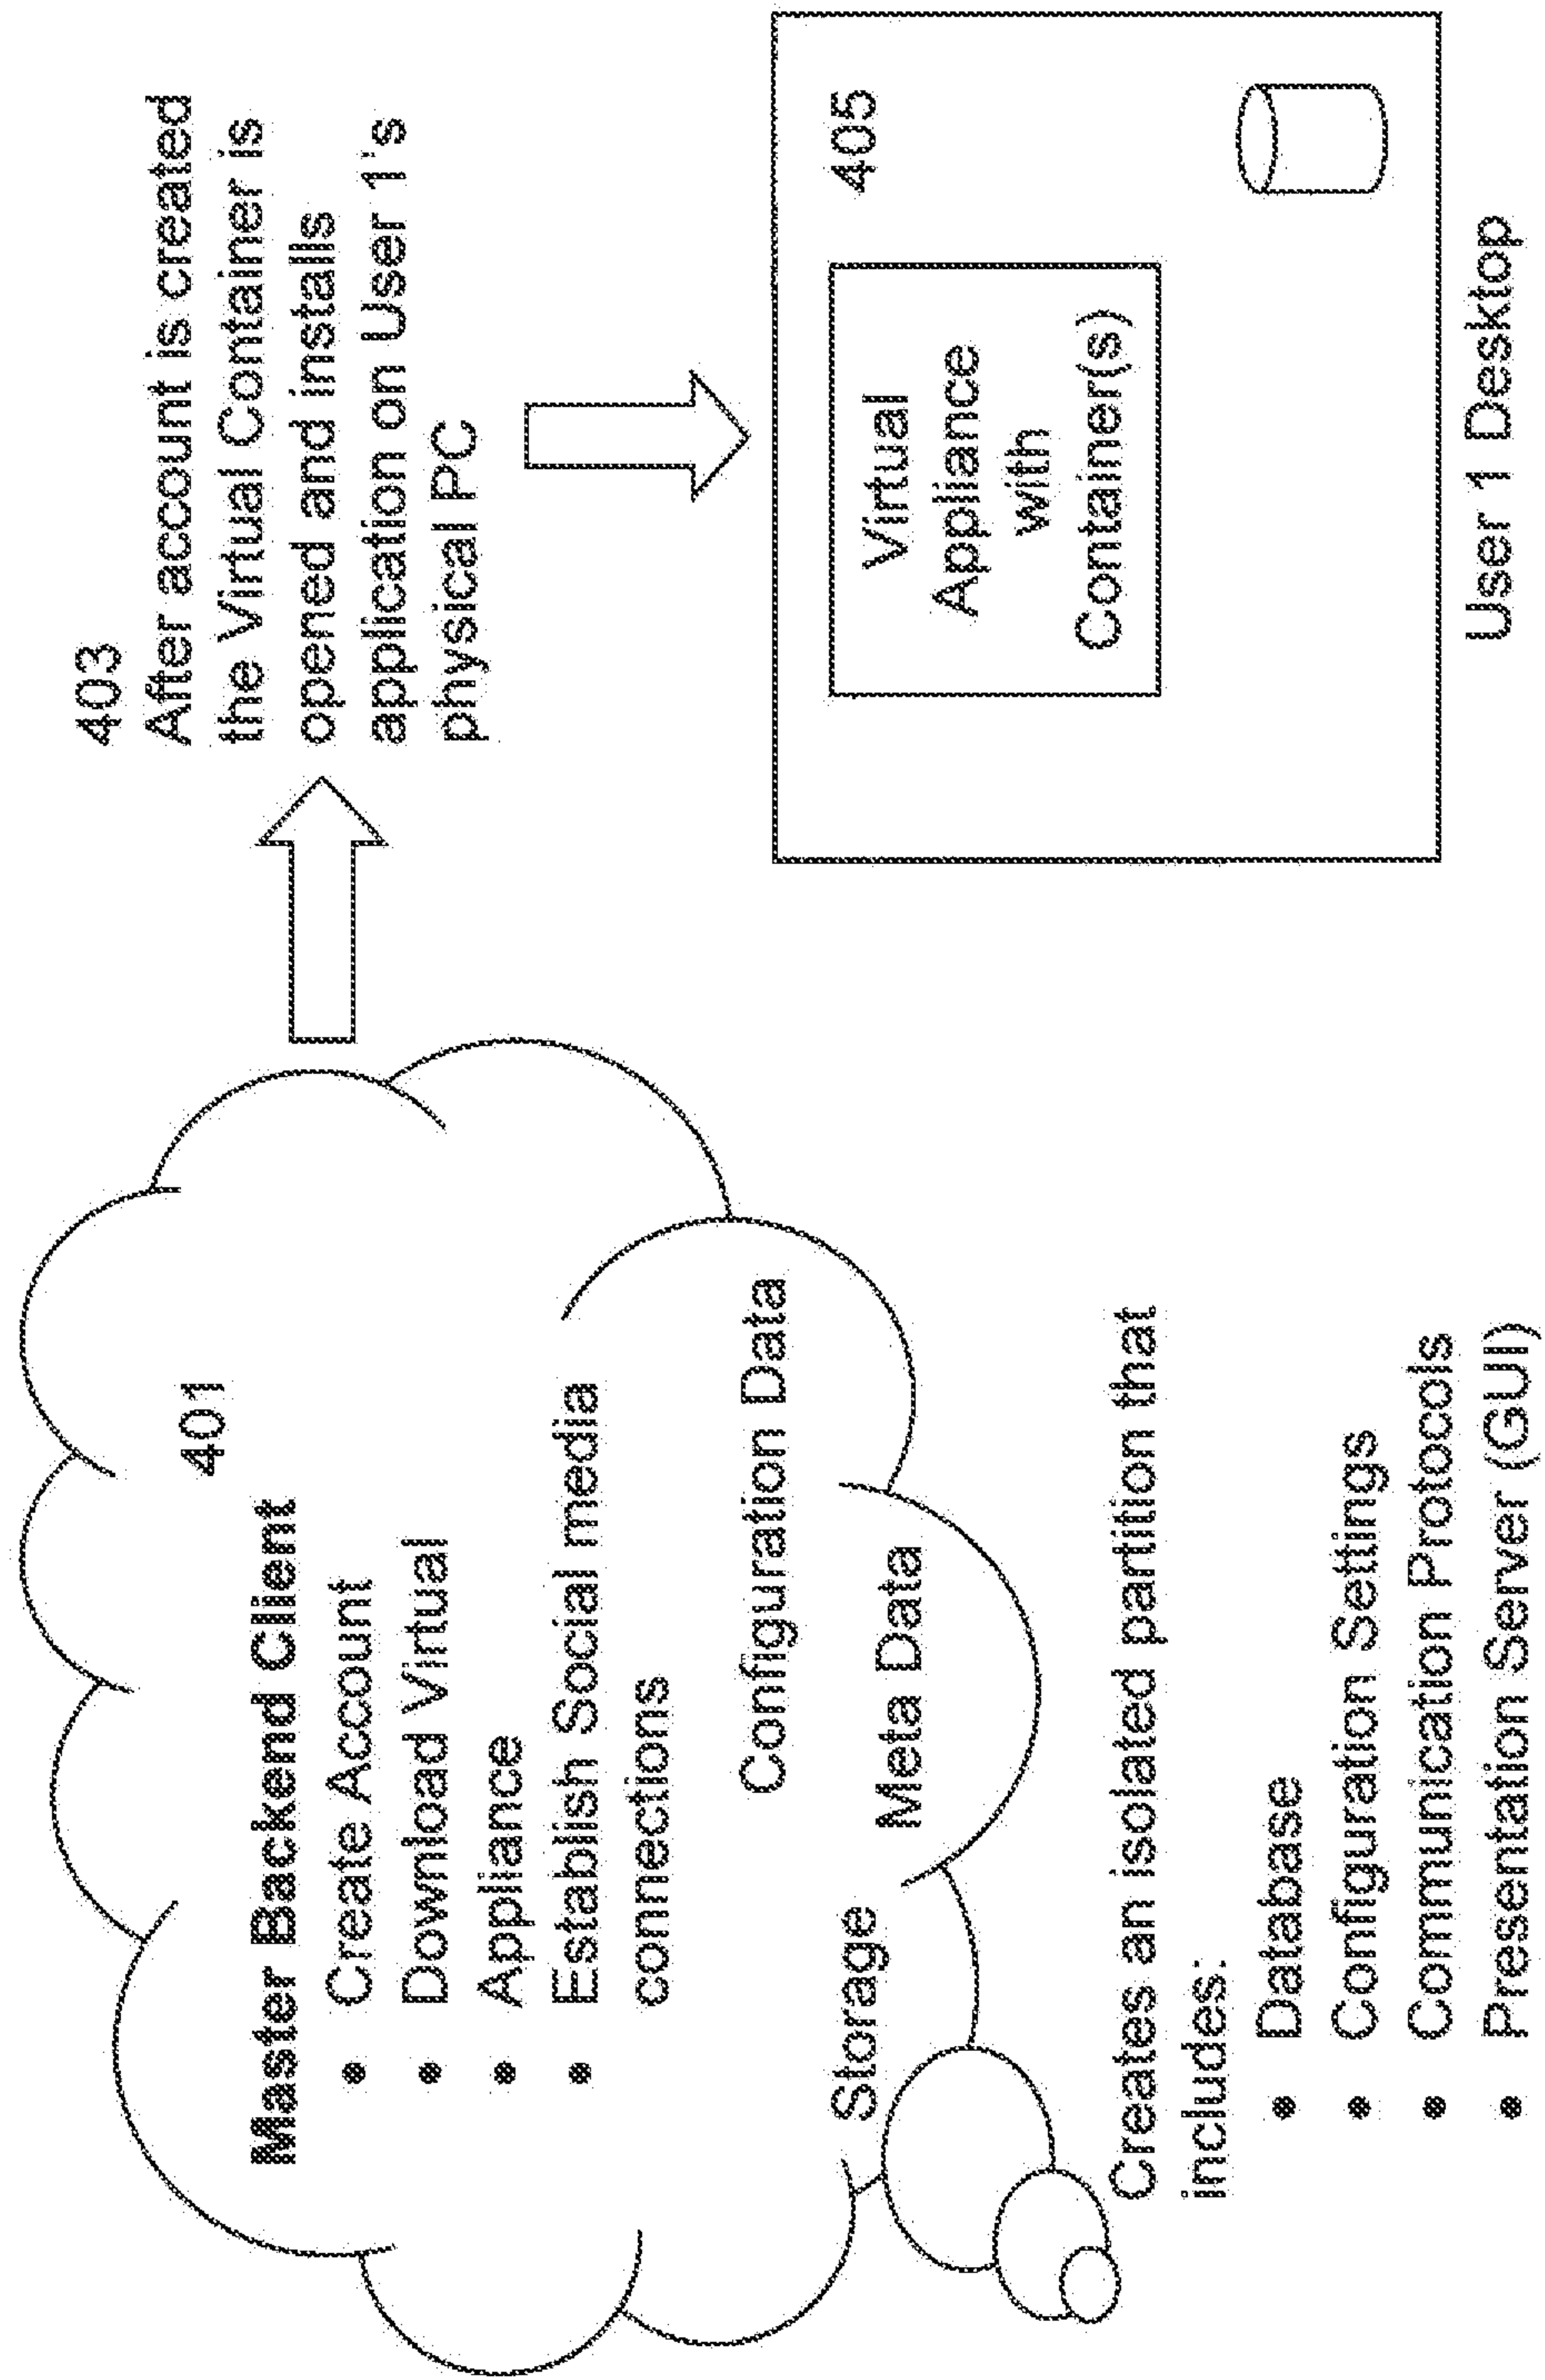 401
Master Backend Client
• Create Account
• Download Virtual
• Appliance
• Establish Social media
connections
Configuration Data
Meta Data
Storage
Creates an isolated partition that
includes:
• Database
• Configuration Settings
• Communication Protocols
• Presentation Server (GUI)
403
After account is created
the Virtual Container is
opened and installs
application on User 1's
physical PC
405
Virtual
Appliance
with
Container(s)
User 1 Desktop